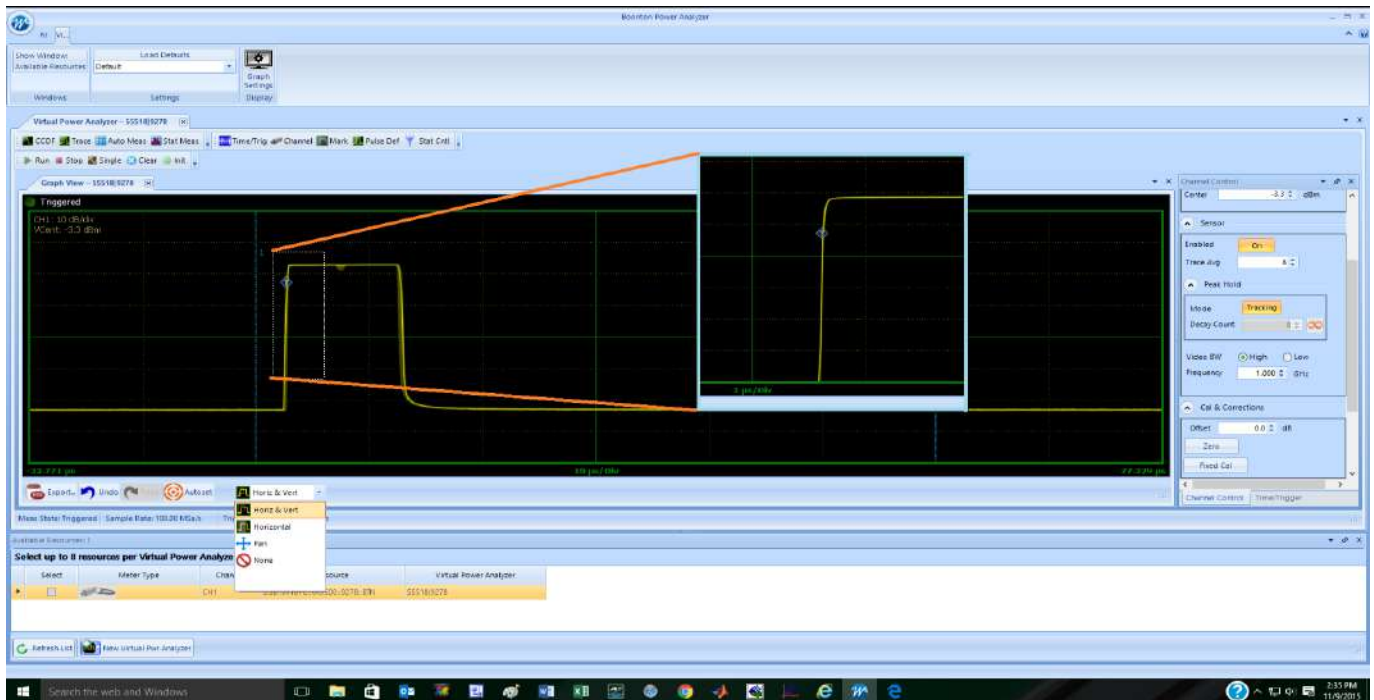 Boonton Power Analyzer
Show Window:
Load Defaults
Available Resources
Default
Graph
Settings
Windows
Settings
Display
Virtual Power Analyzer - 55518|9278
CCDF Trace Auto Meas Stat Meas Time/Trig Channel Mark Pulse Def Stat Cntl
Run Stop Single Clear Init
Graph View - 55518|9278
Triggered
CH1: 10 dB/div
VCent: -3.3 dBm
1
10 µs/Div
77.229 µs
Channel Control
Center -3.3 dBm
Sensor
Enabled On
Trace Avg
Peak Hold
Mode Tracking
Decay Count
Video BW High Low
Frequency 1.000 GHz
Cal & Corrections
Offset 0.0 dB
Zero
Fixed Cal
Channel Control Time/Trigger
Export... Undo Autoset Horiz & Vert
Horiz & Vert
Horizontal
Pan
None
Meas State: Triggered Sample Rate: 100.00 MSa/s
Select up to 8 resources per Virtual Power Analyze
Select Meter Type Chan source Virtual Power Analyzer
CH1 55518|9278
Refresh List New Virtual Pwr Analyzer
Search the web and Windows
2:35 PM
11/9/2015